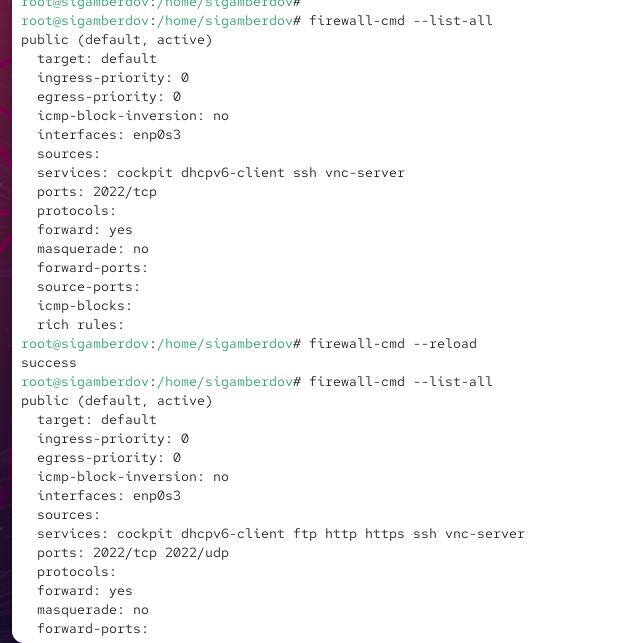 root@sigamberdov:/home/sigamberdov#
root@sigamberdov:/home/sigamberdov# firewall-cmd --list-all
public (default, active)
  target: default
  ingress-priority: 0
  egress-priority: 0
  icmp-block-inversion: no
  interfaces: enp0s3
  sources:
  services: cockpit dhcpv6-client ssh vnc-server
  ports: 2022/tcp
  protocols:
  forward: yes
  masquerade: no
  forward-ports:
  source-ports:
  icmp-blocks:
  rich rules:
root@sigamberdov:/home/sigamberdov# firewall-cmd --reload
success
root@sigamberdov:/home/sigamberdov# firewall-cmd --list-all
public (default, active)
  target: default
  ingress-priority: 0
  egress-priority: 0
  icmp-block-inversion: no
  interfaces: enp0s3
  sources:
  services: cockpit dhcpv6-client ftp http https ssh vnc-server
  ports: 2022/tcp 2022/udp
  protocols:
  forward: yes
  masquerade: no
  forward-ports: